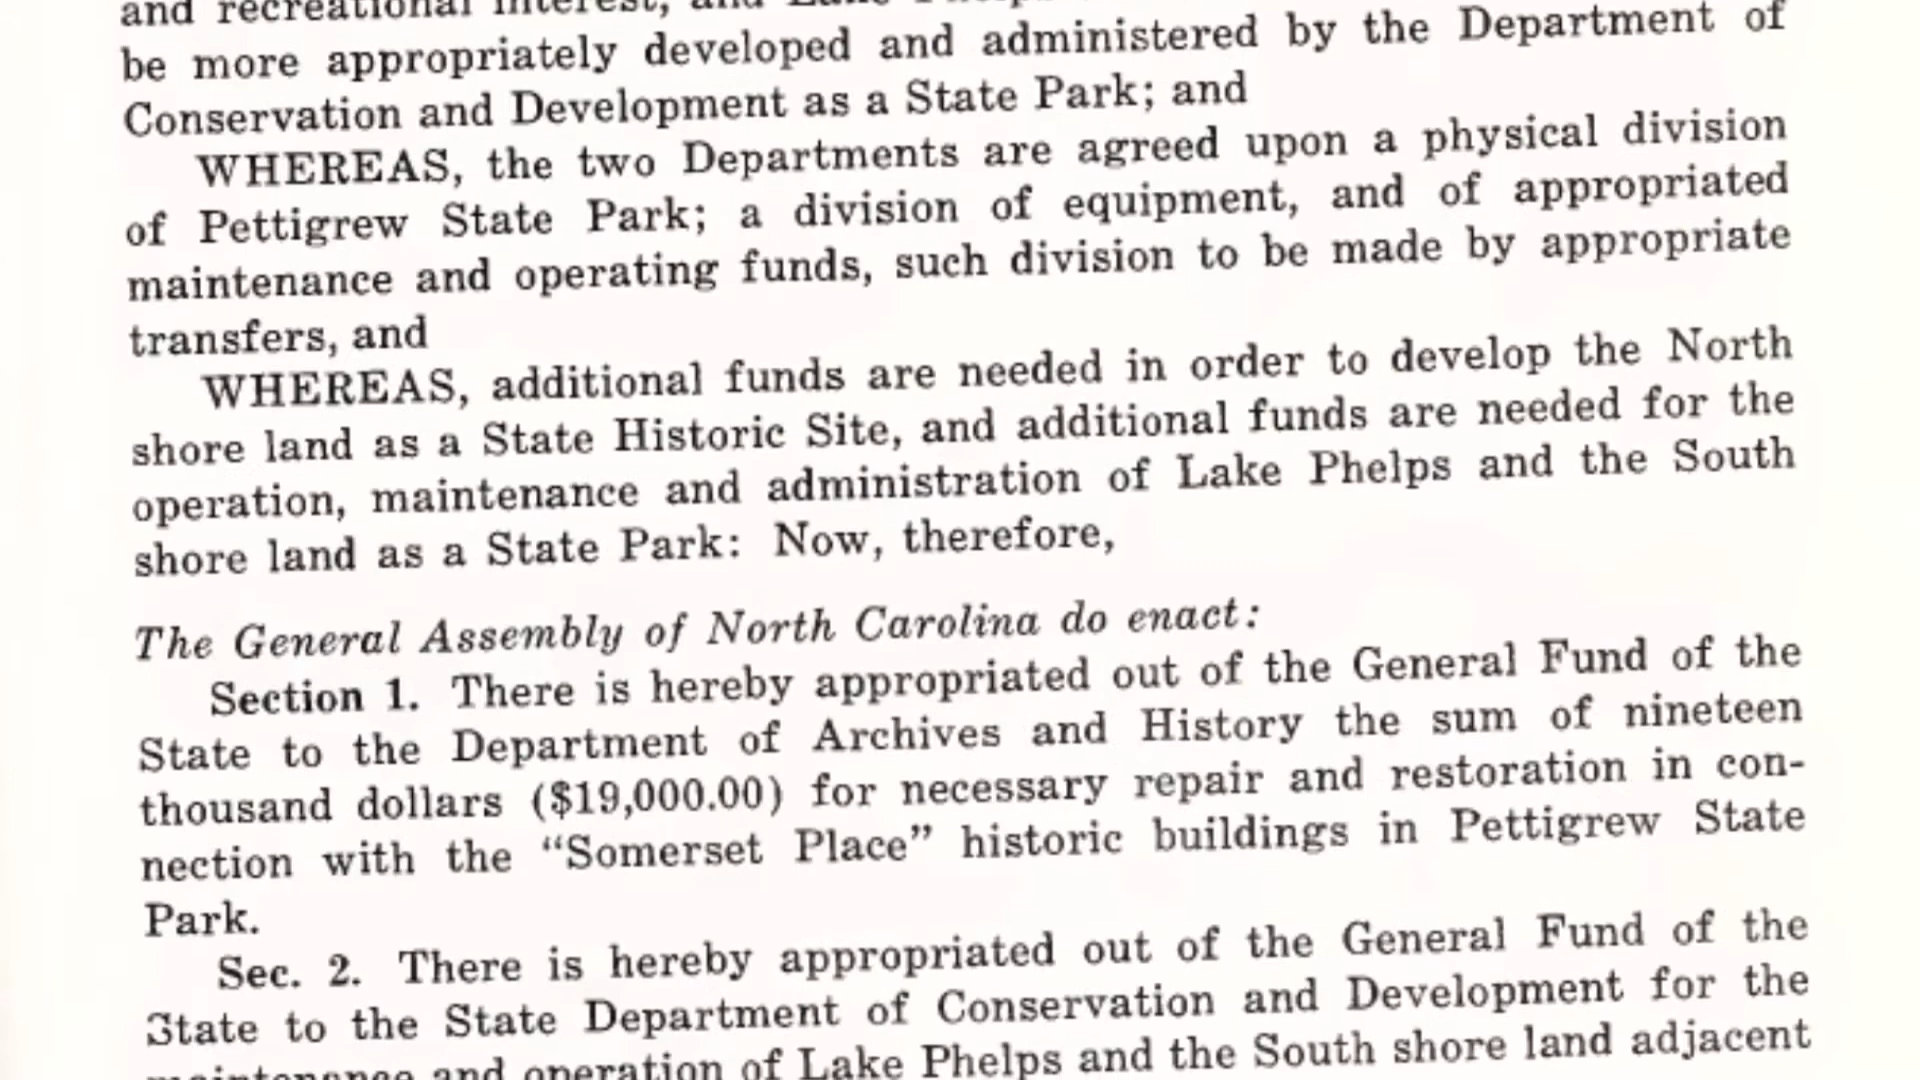 and recreational interest, and Lake Phelps
be more appropriately developed and administered by the Department of
Conservation and Development as a State Park; and
WHEREAS, the two Departments are agreed upon a physical division
of Pettigrew State Park; a division of equipment, and of appropriated
maintenance and operating funds, such division to be made by appropriate
transfers, and
WHEREAS, additional funds are needed in order to develop the North
shore land as a State Historic Site, and additional funds are needed for the
operation, maintenance and administration of Lake Phelps and the South
shore land as a State Park: Now, therefore,
The General Assembly of North Carolina do enact:
Section 1. There is hereby appropriated out of the General Fund of the
State to the Department of Archives and History the sum of nineteen
thousand dollars ($19,000.00) for necessary repair and restoration in con-
nection with the “Somerset Place” historic buildings in Pettigrew State
Park.
Sec. 2. There is hereby appropriated out of the General Fund of the
State to the State Department of Conservation and Development for the
maintenance and operation of Lake Phelps and the South shore land adjacent